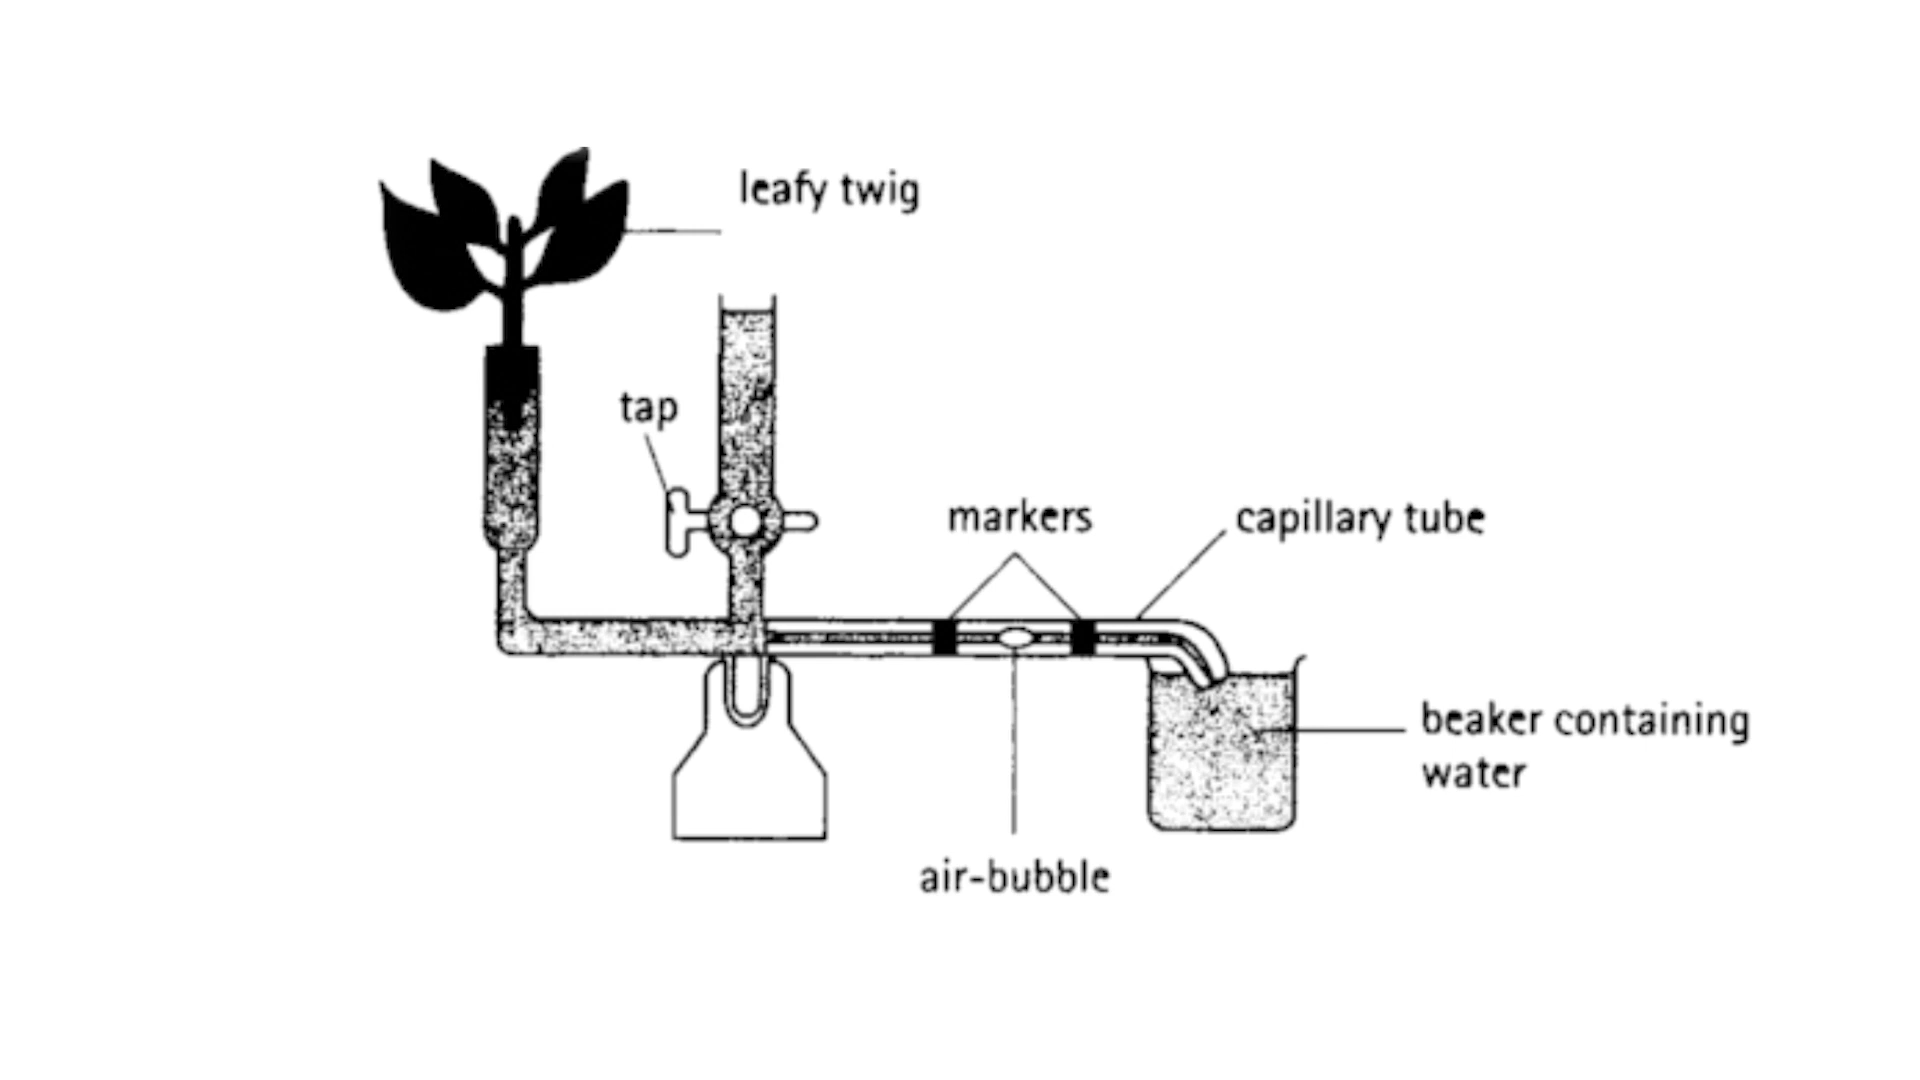 leafy twig
tap
markers
capillary tube
beaker containing
water
air-bubble